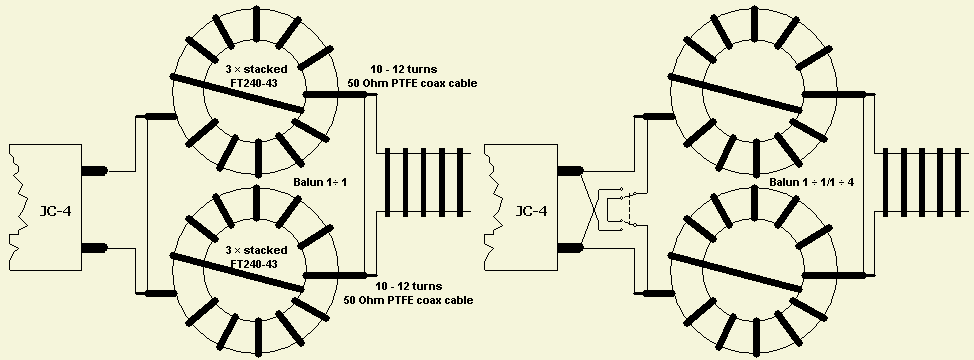 3 × stacked
FT240-43
10 - 12 turns
50 Ohm PTFE coax cable
JC-4
Balun 1÷ 1
3 × stacked
FT240-43
10 - 12 turns
50 Ohm PTFE coax cable
JC-4
Balun 1 ÷ 1/1 ÷ 4